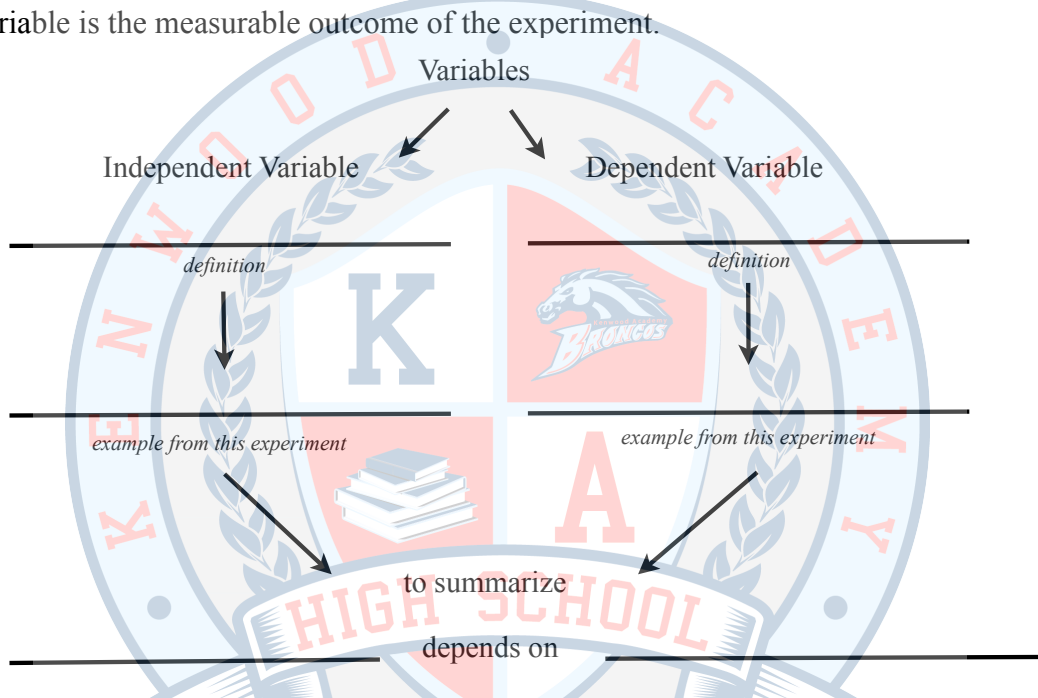 riable is the measurable outcome of the experiment.
Variables
Independent Variable Dependent Variable
definition definition
example from this experiment example from this experiment
to summarize
depends on
KENWOOD ACADEMY
K
BRONCOS
A
HIGH SCHOOL